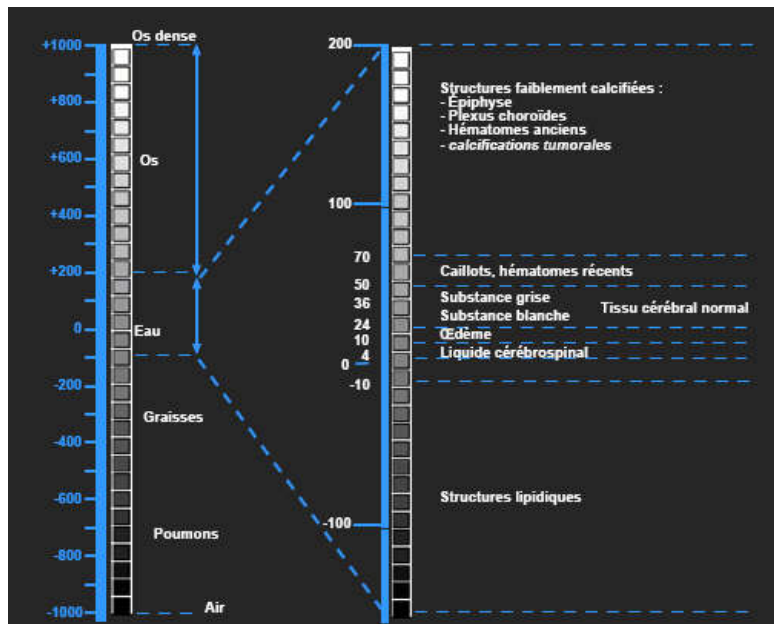 Os dense
+1000
+800
+600
Os
+400
+200
0
Eau
-200
Graisses
-400
-600
Poumons
-800
-1000
Air
200
Structures faiblement calcifiées :
- Épiphyse
- Plexus choroïdes
- Hématomes anciens
- calcifications tumorales
100
70
Caillots, hématomes récents
50
Substance grise
36
Tissu cérébral normal
Substance blanche
24
Œdème
10
Liquide cérébrospinal
4
0
-10
Structures lipidiques
-100